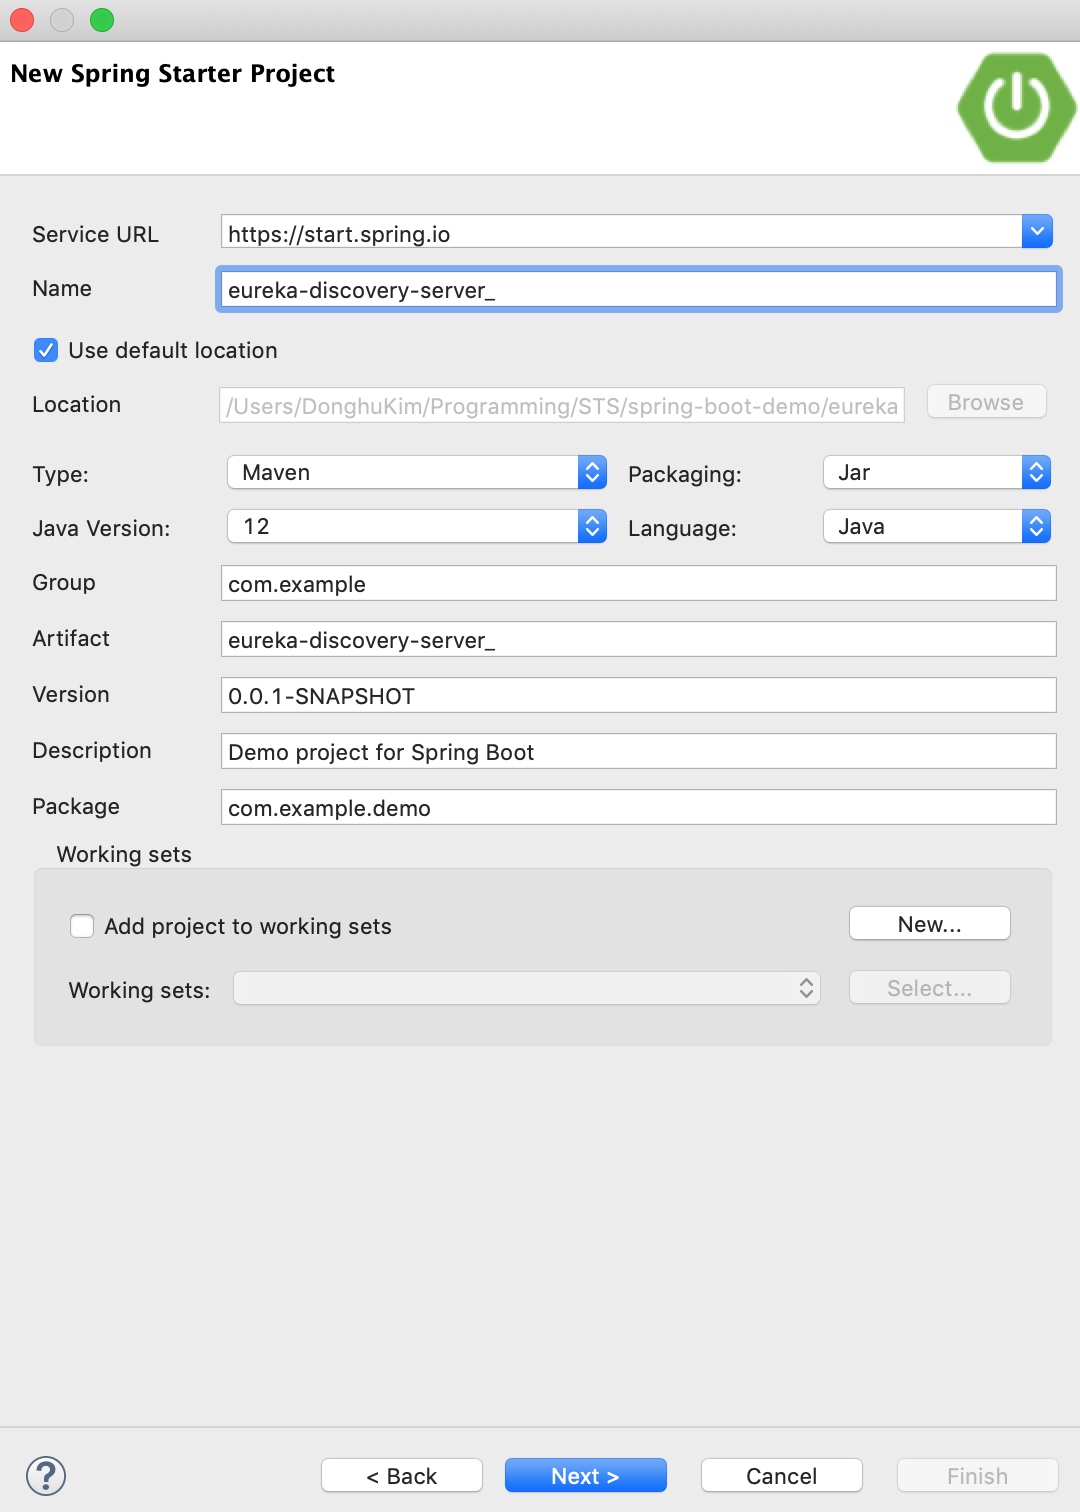 New Spring Starter Project
Service URL https://start.spring.io
Name eureka-discovery-server_
Use default location
Location /Users/DonghuKim/Programming/STS/spring-boot-demo/eureka Browse
Type: Maven Packaging: Jar
Java Version: 12 Language: Java
Group com.example
Artifact eureka-discovery-server_
Version 0.0.1-SNAPSHOT
Description Demo project for Spring Boot
Package com.example.demo
Working sets
Add project to working sets New...
Working sets: Select...
? < Back Next > Cancel Finish